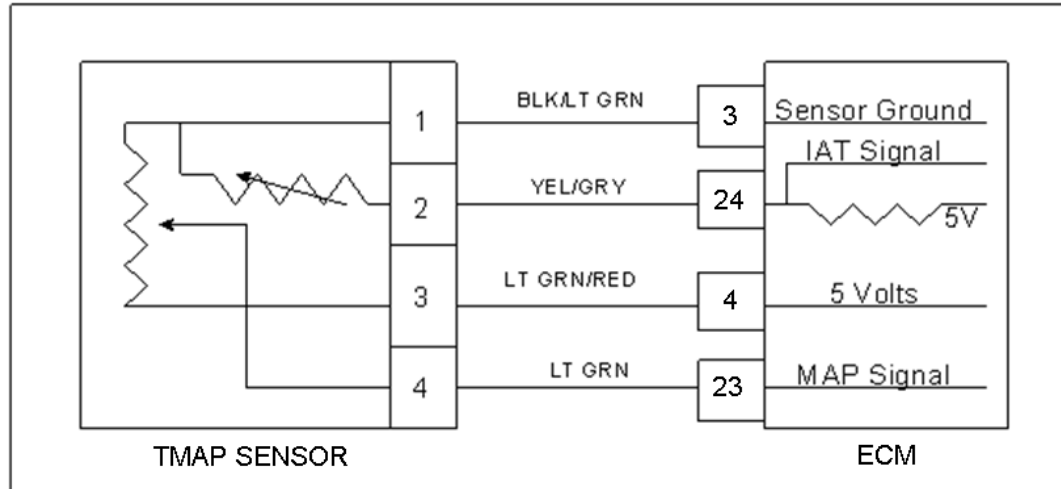 1
BLK/LT GRN
3
Sensor Ground
IAT Signal
2
YEL/GRY
24
5V
3
LT GRN/RED
4
5 Volts
4
LT GRN
23
MAP Signal
TMAP SENSOR
ECM